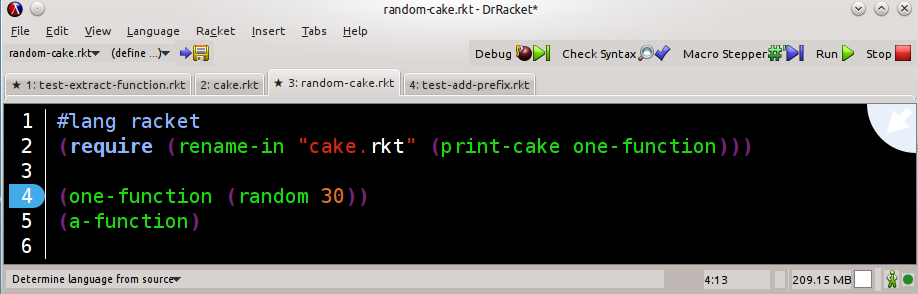 random-cake.rkt - DrRacket*
File Edit View Language Racket Insert Tabs Help
random-cake.rkt (define ...) Debug Check Syntax Macro Stepper Run Stop
★ 1: test-extract-function.rkt 2: cake.rkt ★ 3: random-cake.rkt 4: test-add-prefix.rkt
1 #lang racket
2 (require (rename-in "cake.rkt" (print-cake one-function)))
3
4 (one-function (random 30))
5 (a-function)
6
Determine language from source 4:13 209.15 MB